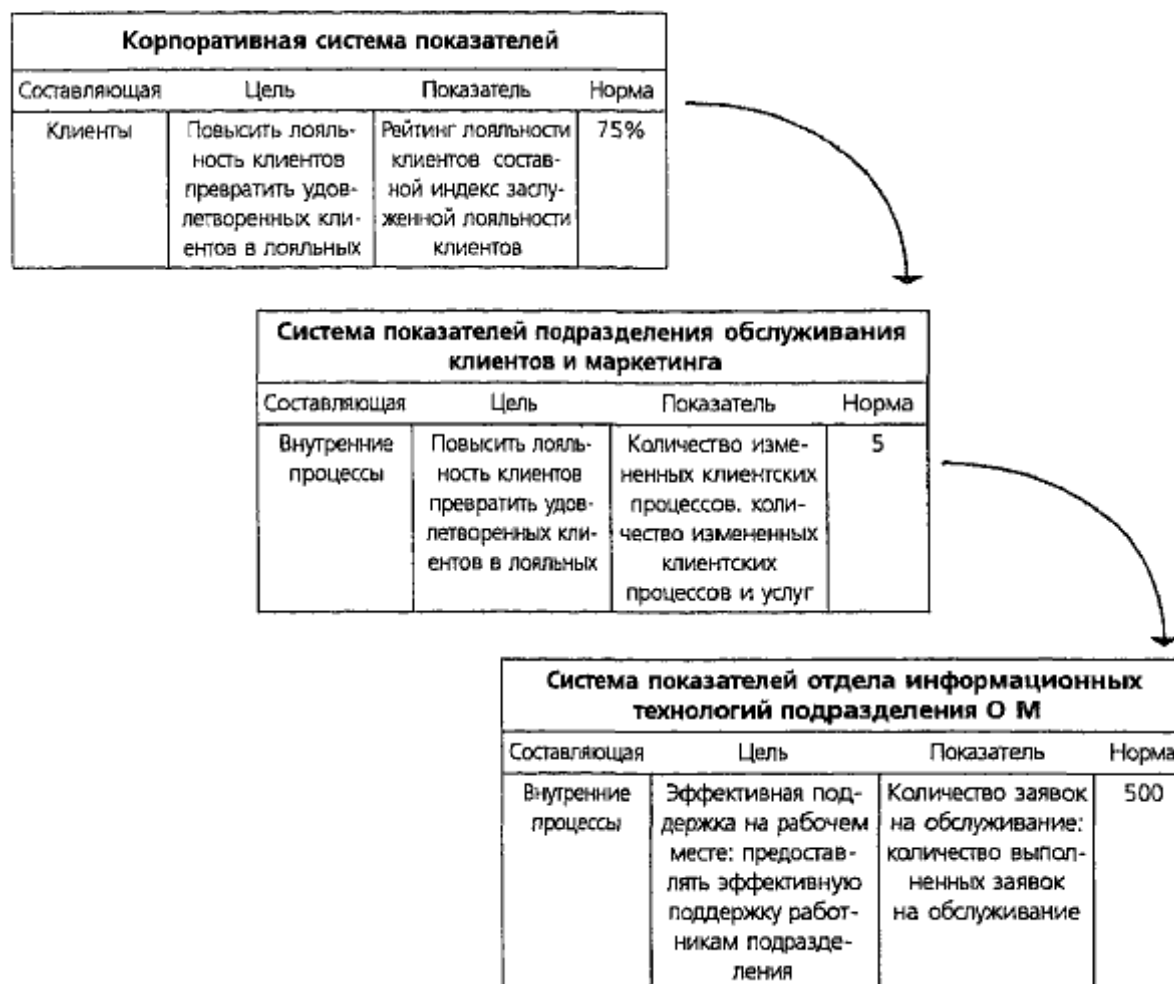 Корпоративная система показателей
Составляющая Цель Показатель Норма
Клиенты Повысить лояль- Рейтинг лояльности 75%
ность клиентов клиентов состав-
превратить удов- ной индекс заслу-
летворенных кли- женной лояльности
ентов в лояльных клиентов
Система показателей подразделения обслуживания
клиентов и маркетинга
Составляющая Цель Показатель Норма
Внутренние Повысить лояль- Количество изме- 5
процессы ность клиентов ненных клиентских
превратить удов- процессов. коли-
летворенных кли- чество измененных
ентов в лояльных клиентских
процессов и услуг
Система показателей отдела информационных
технологий подразделения О М
Составляющая Цель Показатель Норма
Внутренние Эффективная под- Количество заявок 500
процессы держка на рабочем на обслуживание:
месте: предостав- количество выпол-
лять эффективную ненных заявок
поддержку работ- на обслуживание
никам подразде-
ления